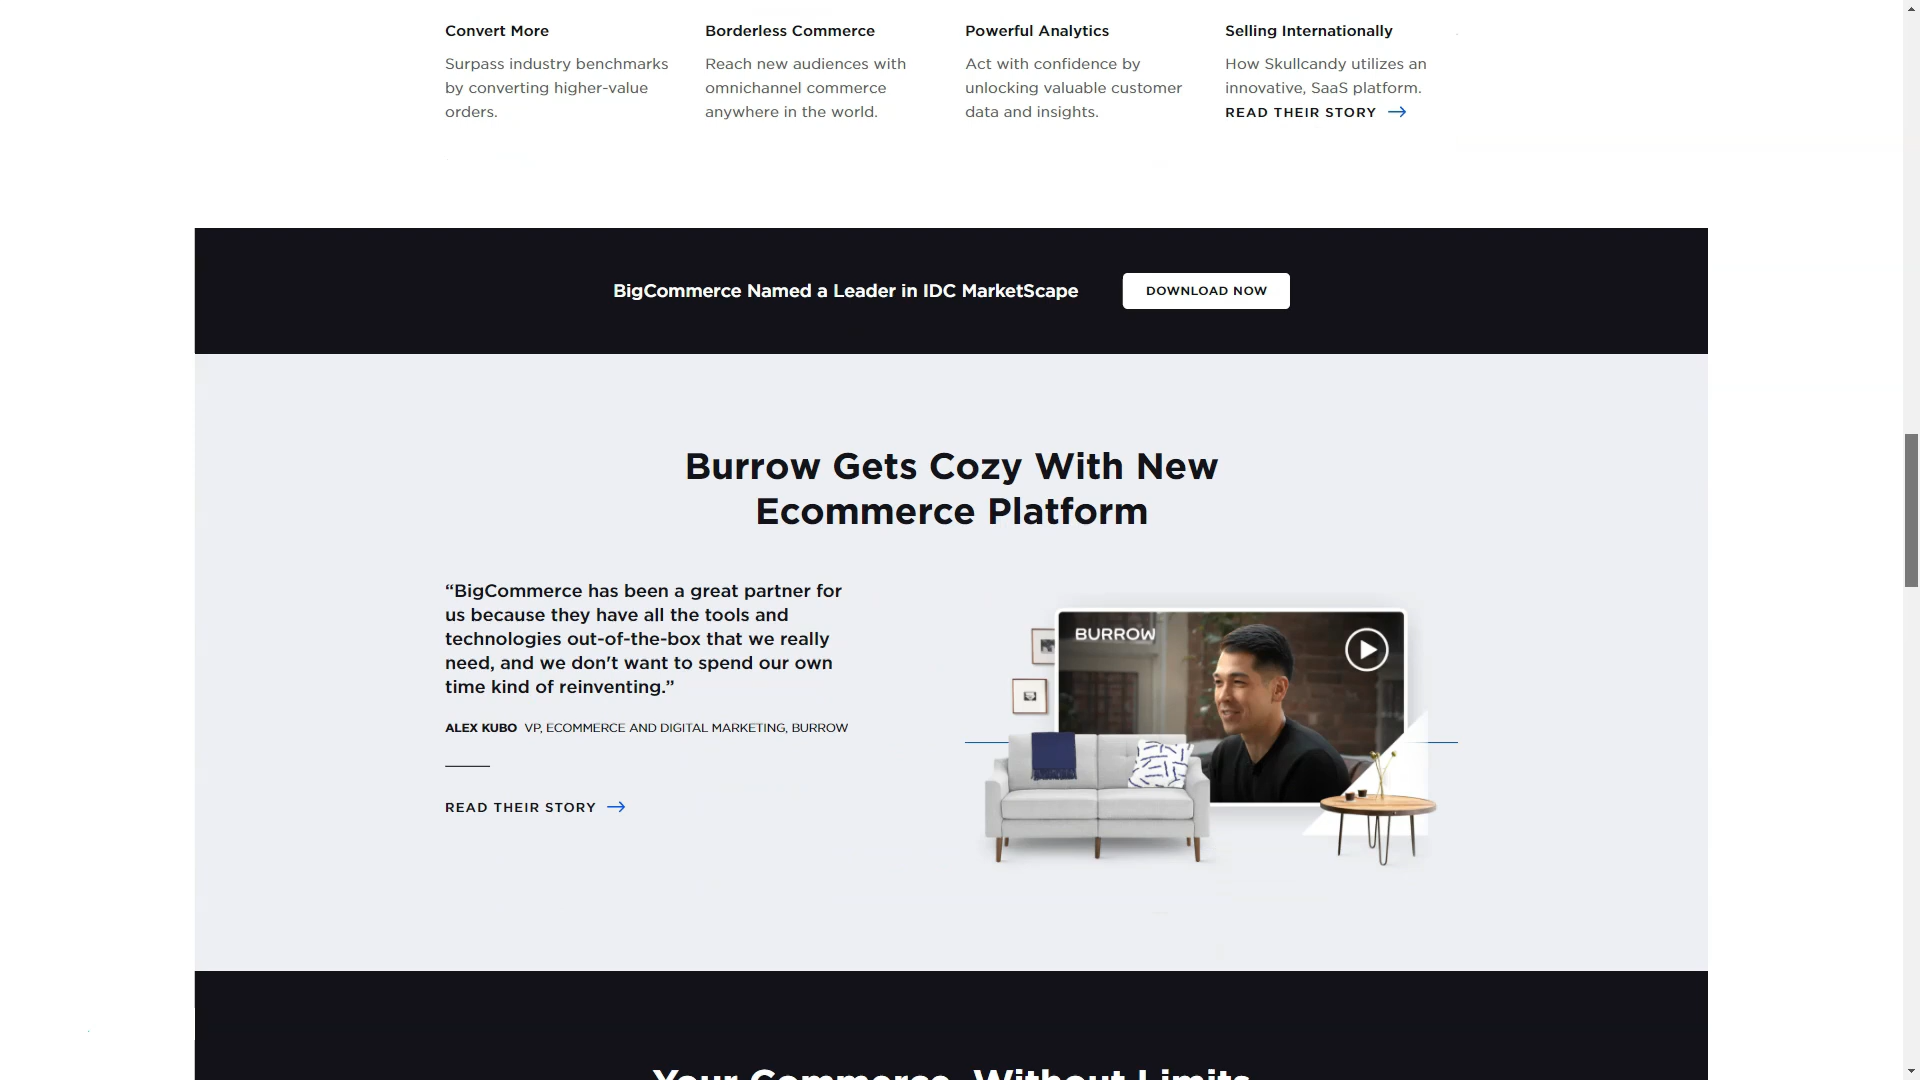 Convert More
Surpass industry benchmarks
by converting higher-value
orders.
Borderless Commerce
Reach new audiences with
omnichannel commerce
anywhere in the world.
Powerful Analytics
Act with confidence by
unlocking valuable customer
data and insights.
Selling Internationally
How Skullcandy utilizes an
innovative, SaaS platform.
READ THEIR STORY
BigCommerce Named a Leader in IDC MarketScape
DOWNLOAD NOW
Burrow Gets Cozy With New
Ecommerce Platform
“BigCommerce has been a great partner for
us because they have all the tools and
technologies out-of-the-box that we really
need, and we don't want to spend our own
time kind of reinventing.”
ALEX KUBO VP, ECOMMERCE AND DIGITAL MARKETING, BURROW
READ THEIR STORY
BURROW
Your Commerce, Without Limits